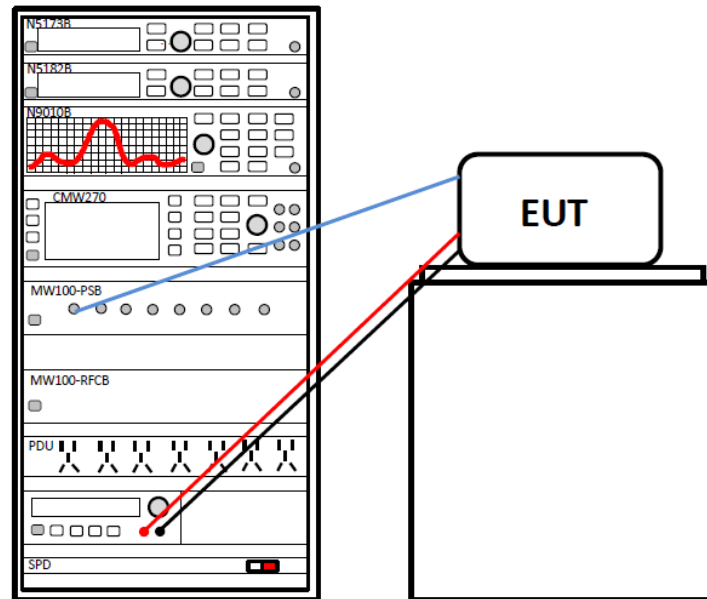 N5173B
N5182B
N9010B
CMW270
EUT
MW100-PSB
MW100-RFCB
PDU
SPD